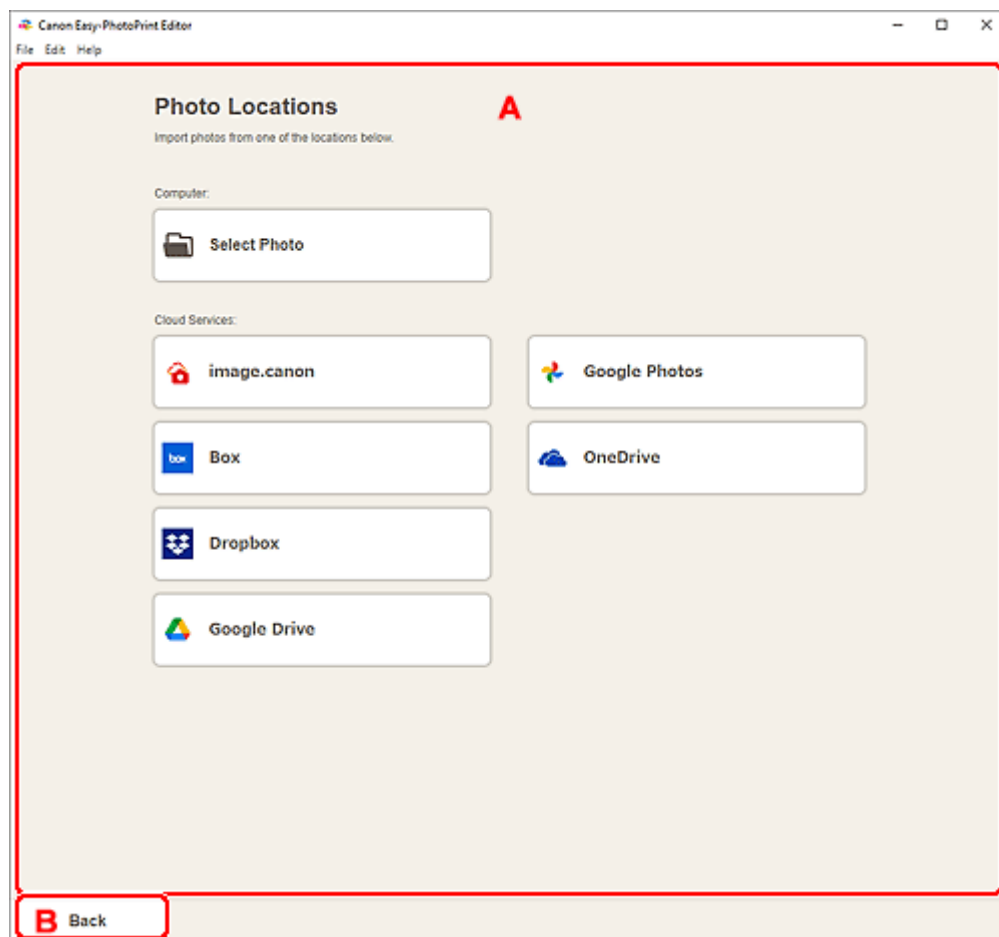 Canon Easy-PhotoPrint Editor
File Edit Help
Photo Locations
A
Import photos from one of the locations below.
Computer:
Select Photo
Cloud Services:
image.canon
Google Photos
box
Box
OneDrive
Dropbox
Google Drive
B
Back